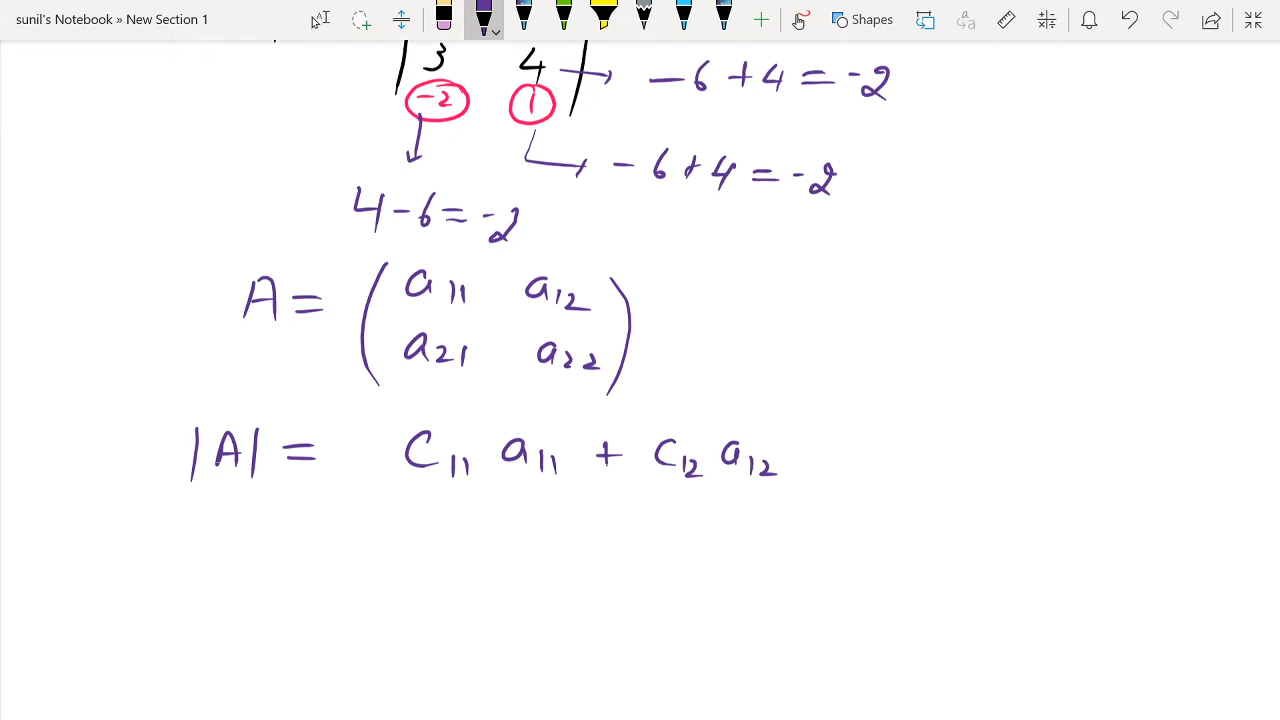 sunil's Notebook » New Section 1 Shapes
| 3 4 | → - 6 + 4 = -2
-2 1
- 6 + 4 = -2
4 - 6 = -2
A = ( a11 a12
a21 a22 )
|A| = C11 a11 + C12 a12